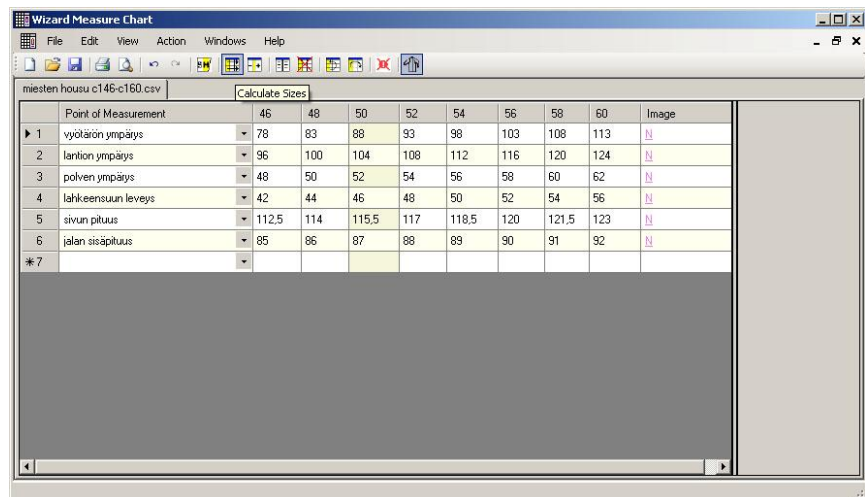 Wizard Measure Chart
File Edit View Action Windows Help
Calculate Sizes
miesten housu c146-c160.csv
Point of Measurement 46 48 50 52 54 56 58 60 Image
1 vyötärön ympärys 78 83 88 93 98 103 108 113 N
2 lantion ympärys 96 100 104 108 112 116 120 124 N
3 polven ympärys 48 50 52 54 56 58 60 62 N
4 lahkeensuun leveys 42 44 46 48 50 52 54 56 N
5 sivun pituus 112,5 114 115,5 117 118,5 120 121,5 123 N
6 jalan sisäpituus 85 86 87 88 89 90 91 92 N
*7